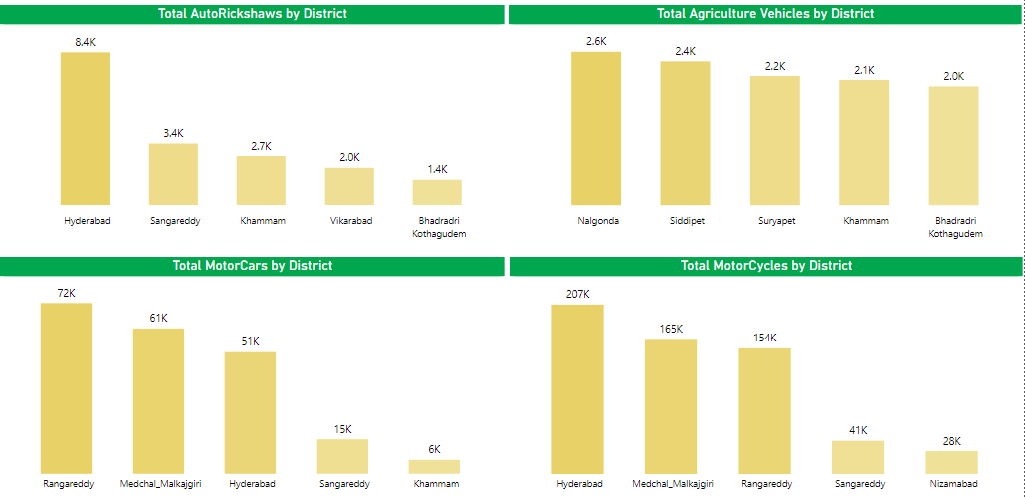 Total AutoRickshaws by District
8.4K
3.4K
2.7K
2.0K
1.4K
Hyderabad
Sangareddy
Khammam
Vikarabad
Bhadradri
Kothagudem
Total Agriculture Vehicles by District
2.6K
2.4K
2.2K
2.1K
2.0K
Nalgonda
Siddipet
Suryapet
Khammam
Bhadradri
Kothagudem
Total MotorCars by District
72K
61K
51K
15K
6K
Rangareddy
Medchal_Malkajgiri
Hyderabad
Sangareddy
Khammam
Total MotorCycles by District
207K
165K
154K
41K
28K
Hyderabad
Medchal_Malkajgiri
Rangareddy
Sangareddy
Nizamabad